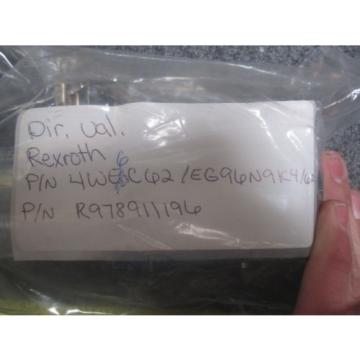 Dir. Val.
Rexroth
P/N 4WE6C62/EG96N9K4/62
P/N R978911196